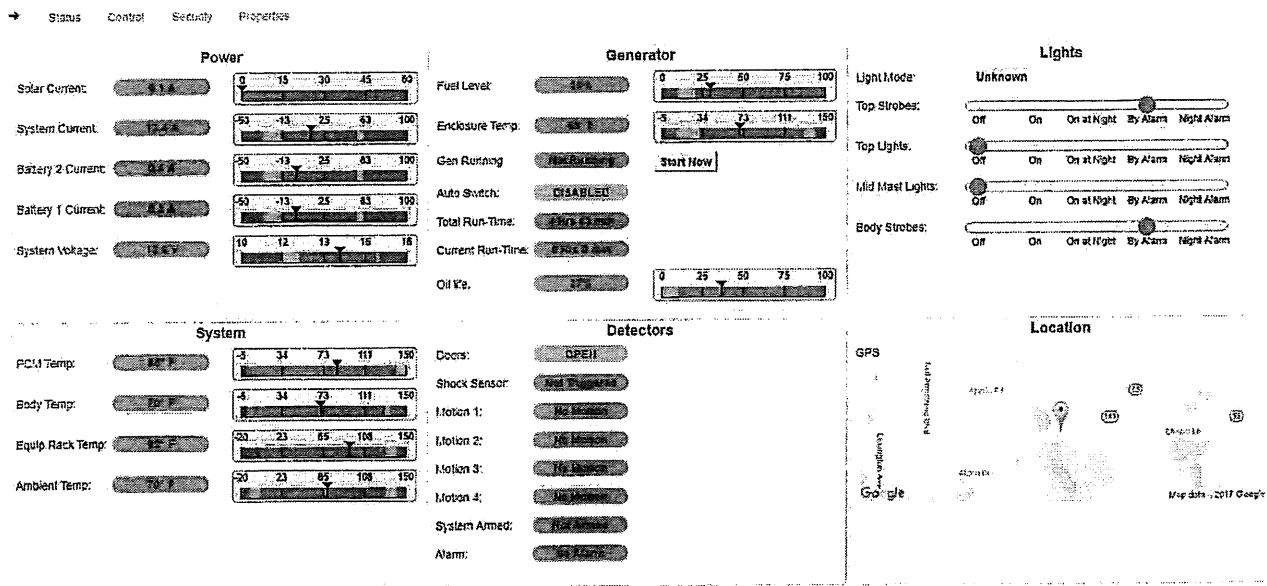 Status Control Security Properties
Power
Solar Current: 0.1 A
0 15 30 45 60
System Current:
-50 -13 25 63 100
Battery 2 Current:
-50 -13 25 63 100
Battery 1 Current:
-50 -13 25 63 100
System Voltage:
10 12 13 15 16
Generator
Fuel Level:
0 25 50 75 100
Enclosure Temp:
-5 34 73 111 150
Gen Running Not Running Start Now
Auto Switch: DISABLED
Total Run-Time:
Current Run-Time:
Oil life.
0 25 50 75 100
Lights
Light Mode: Unknown
Top Strobes:
Off On On at Night By Alarm Night Alarm
Top Lights:
Off On On at Night By Alarm Night Alarm
Mid Mast Lights:
Off On On at Night By Alarm Night Alarm
Body Strobes:
Off On On at Night By Alarm Night Alarm
System
PCM Temp:
-5 34 73 111 150
Body Temp: 70° F
-5 34 73 111 150
Equip Rack Temp:
-20 23 65 108 150
Ambient Temp: 70° F
-20 23 65 108 150
Detectors
Doors: OPEN
Shock Sensor: Not Triggered
Motion 1: No Motion
Motion 2: No Motion
Motion 3: No Motion
Motion 4: No Motion
System Armed: Not Armed
Alarm: No Alarm
Location
GPS
Lexington Ave
Google
Map data 2017 Google